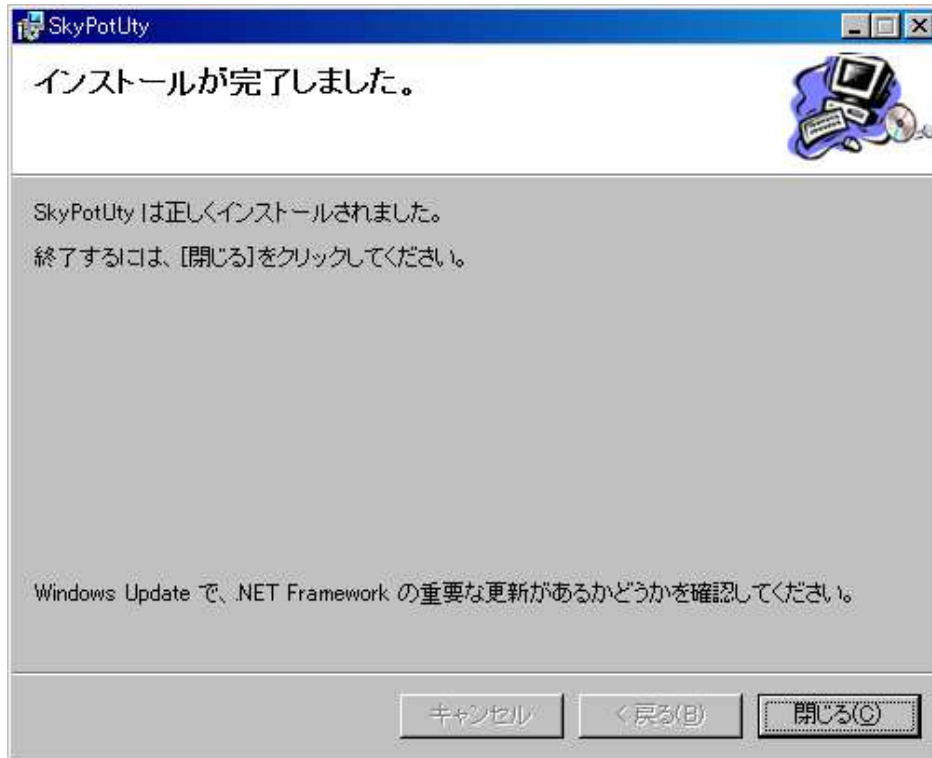 SkyPotUty
インストールが完了しました。
SkyPotUty は正しくインストールされました。
終了するには、[閉じる]をクリックしてください。
Windows Update で、.NET Framework の重要な更新があるかどうかを確認してください。
キャンセル
< 戻る(B)
閉じる(C)